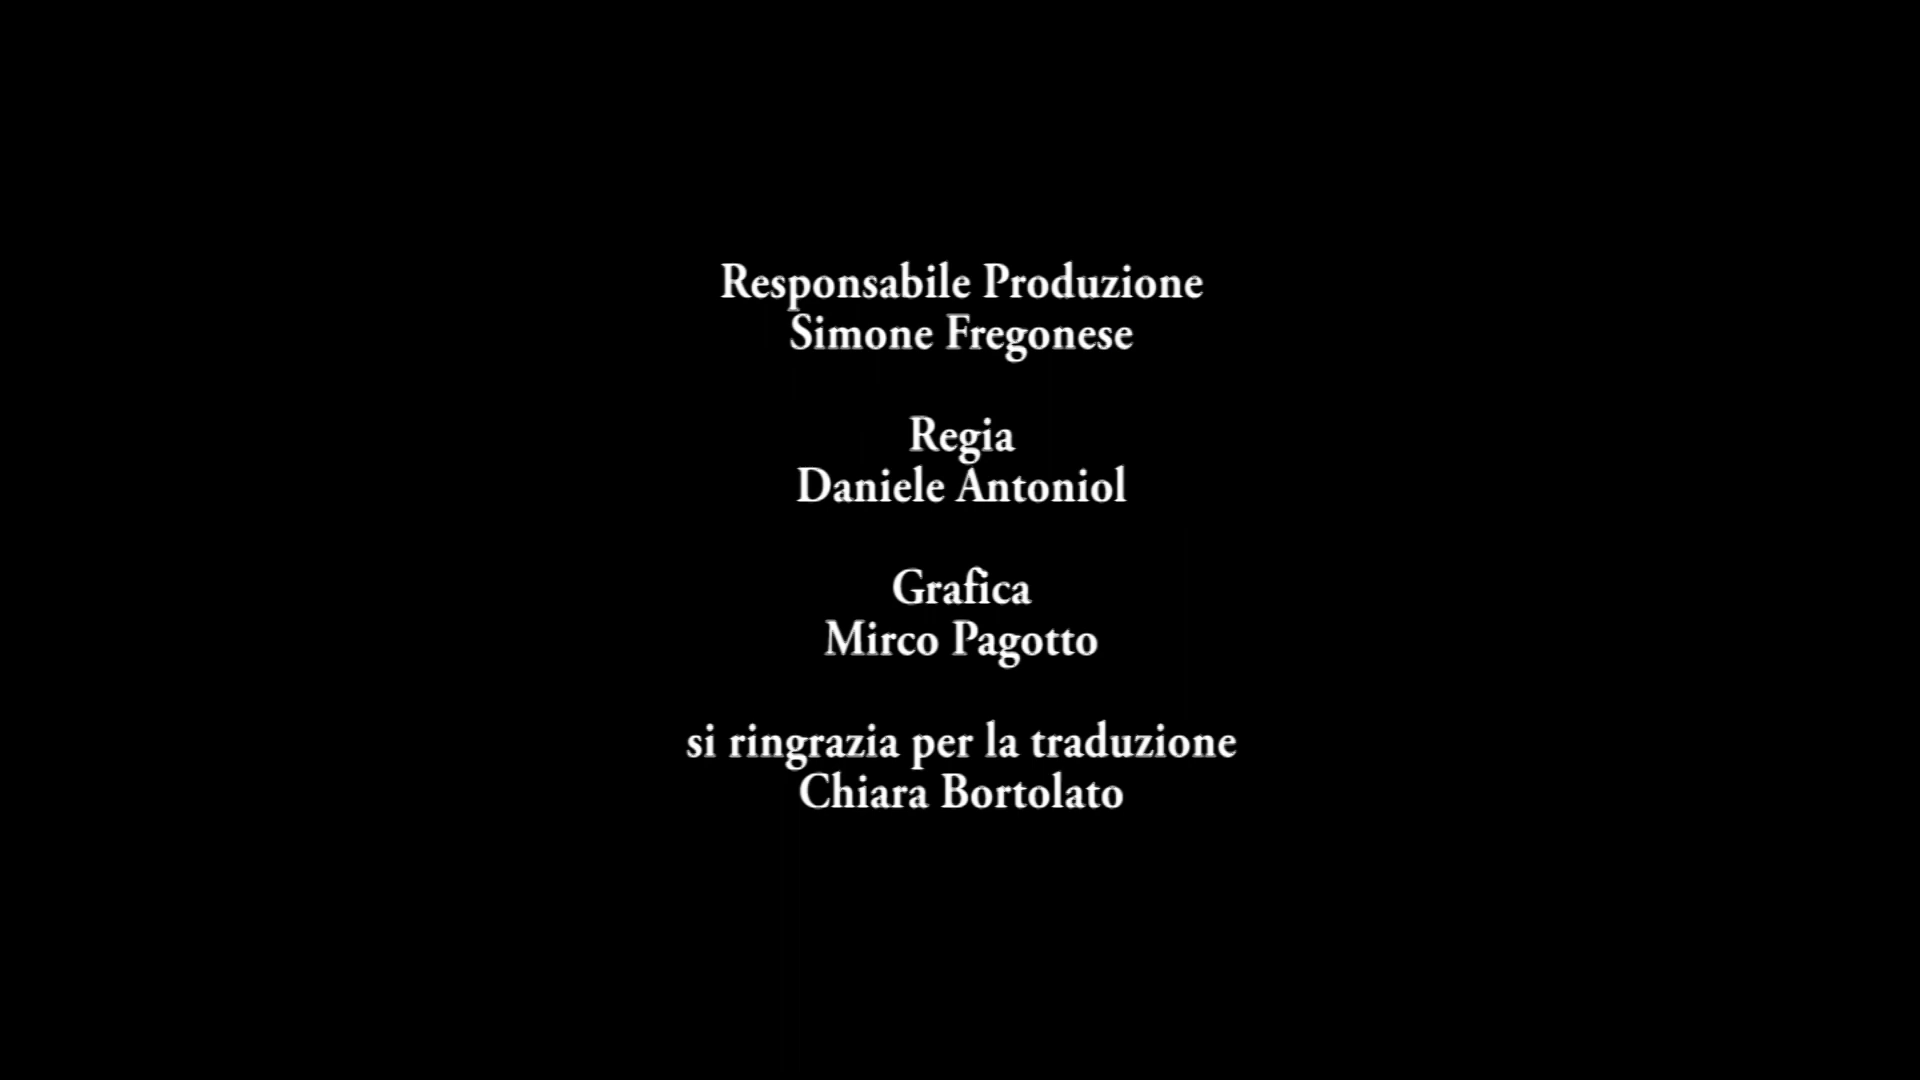 Responsabile Produzione
Simone Fregonese
Regia
Daniele Antoniol
Grafica
Mirco Pagotto
si ringrazia per la traduzione
Chiara Bortolato